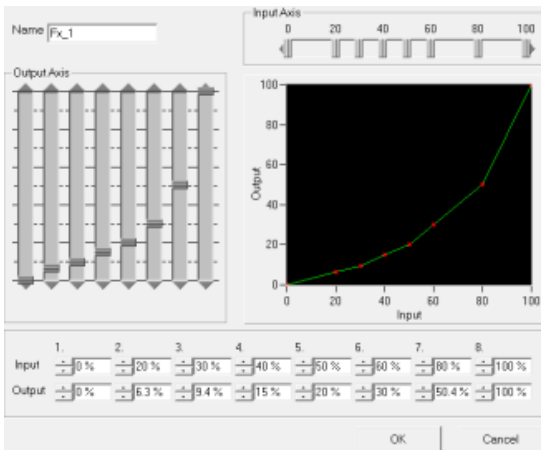 Name Fx_1
Input Axis
0 20 30 40 50 60 80 100
Output Axis
100
80
60
40
20
0
Output
0 20 40 60 80 100
Input
1. 2. 3. 4. 5. 6. 7. 8.
Input 0 % 20 % 30 % 40 % 50 % 60 % 80 % 100 %
Output 0 % 6.3 % 9.4 % 15 % 20 % 30 % 50.4 % 100 %
OK Cancel